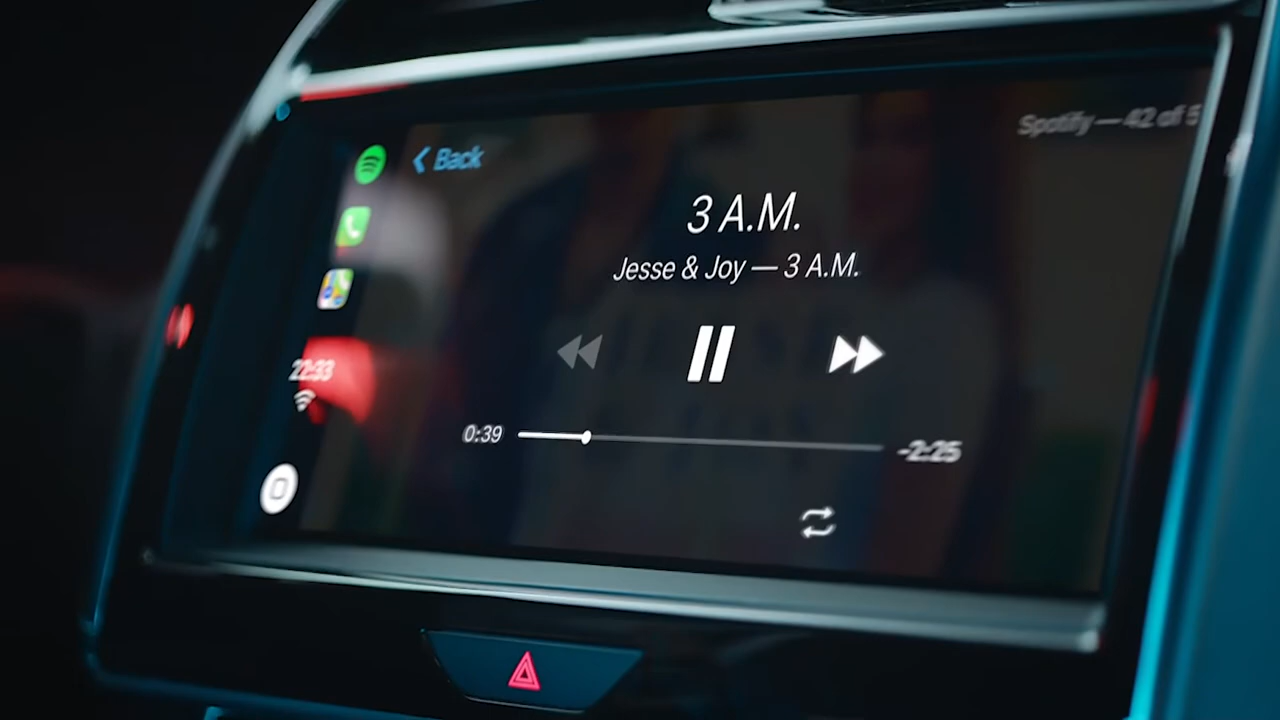 Spotify — 42 of 5
Back
3 A.M.
Jesse & Joy — 3 A.M.
22:33
0:39
-2:25